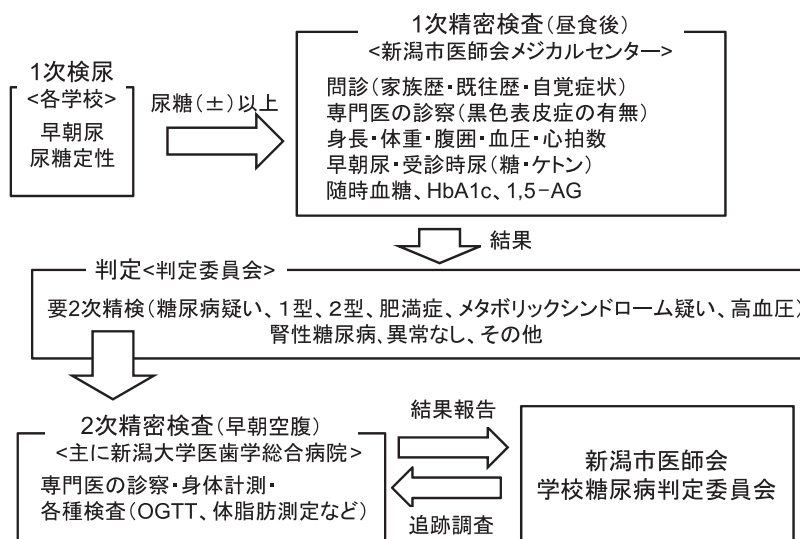 1次検尿
<各学校>
早朝尿
尿糖定性
尿糖(±)以上
1次精密検査(昼食後)
<新潟市医師会メジカルセンター>
問診(家族歴・既往歴・自覚症状)
専門医の診察(黒色表皮症の有無)
身長・体重・腹囲・血圧・心拍数
早朝尿・受診時尿(糖・ケトン)
随時血糖、HbA1c、1,5-AG
結果
判定<判定委員会>
要2次精検(糖尿病疑い、1型、2型、肥満症、メタボリックシンドローム疑い、高血圧)
腎性糖尿病、異常なし、その他
2次精密検査(早朝空腹)
<主に新潟大学医歯学総合病院>
専門医の診察・身体計測・
各種検査(OGTT、体脂肪測定など)
結果報告
追跡調査
新潟市医師会
学校糖尿病判定委員会